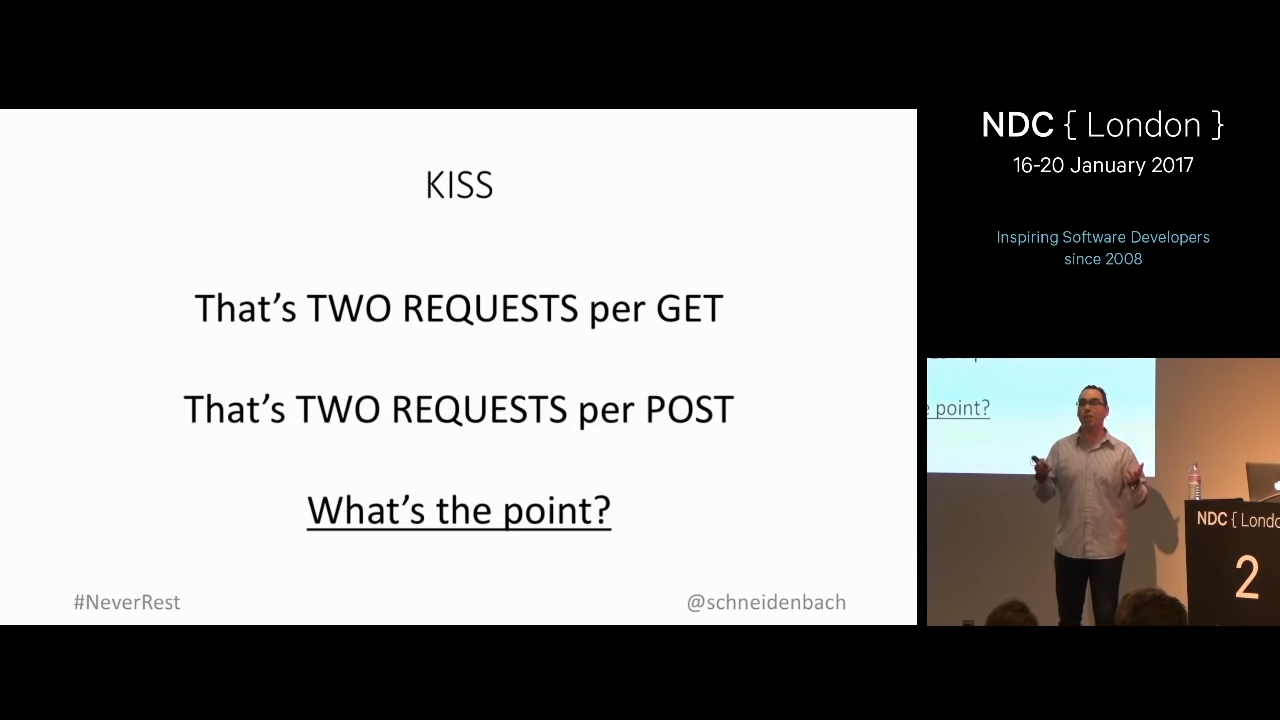 KISS
That's TWO REQUESTS per GET
That's TWO REQUESTS per POST
What's the point?
#NeverRest
@schneidenbach
NDC { London }
16-20 January 2017
Inspiring Software Developers
since 2008
point?
NDC { Londo
2